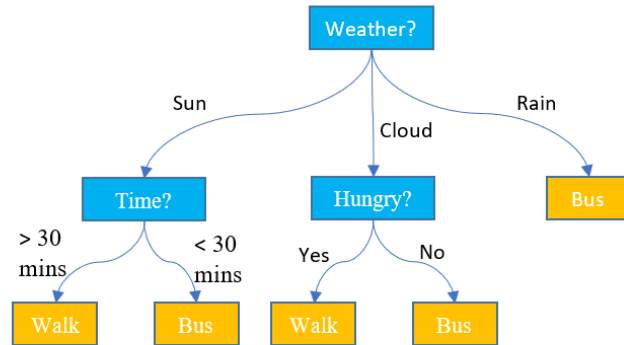 Weather?
Sun
Cloud
Rain
Time?
Hungry?
Bus
> 30
mins
< 30
mins
Yes
No
Walk
Bus
Walk
Bus